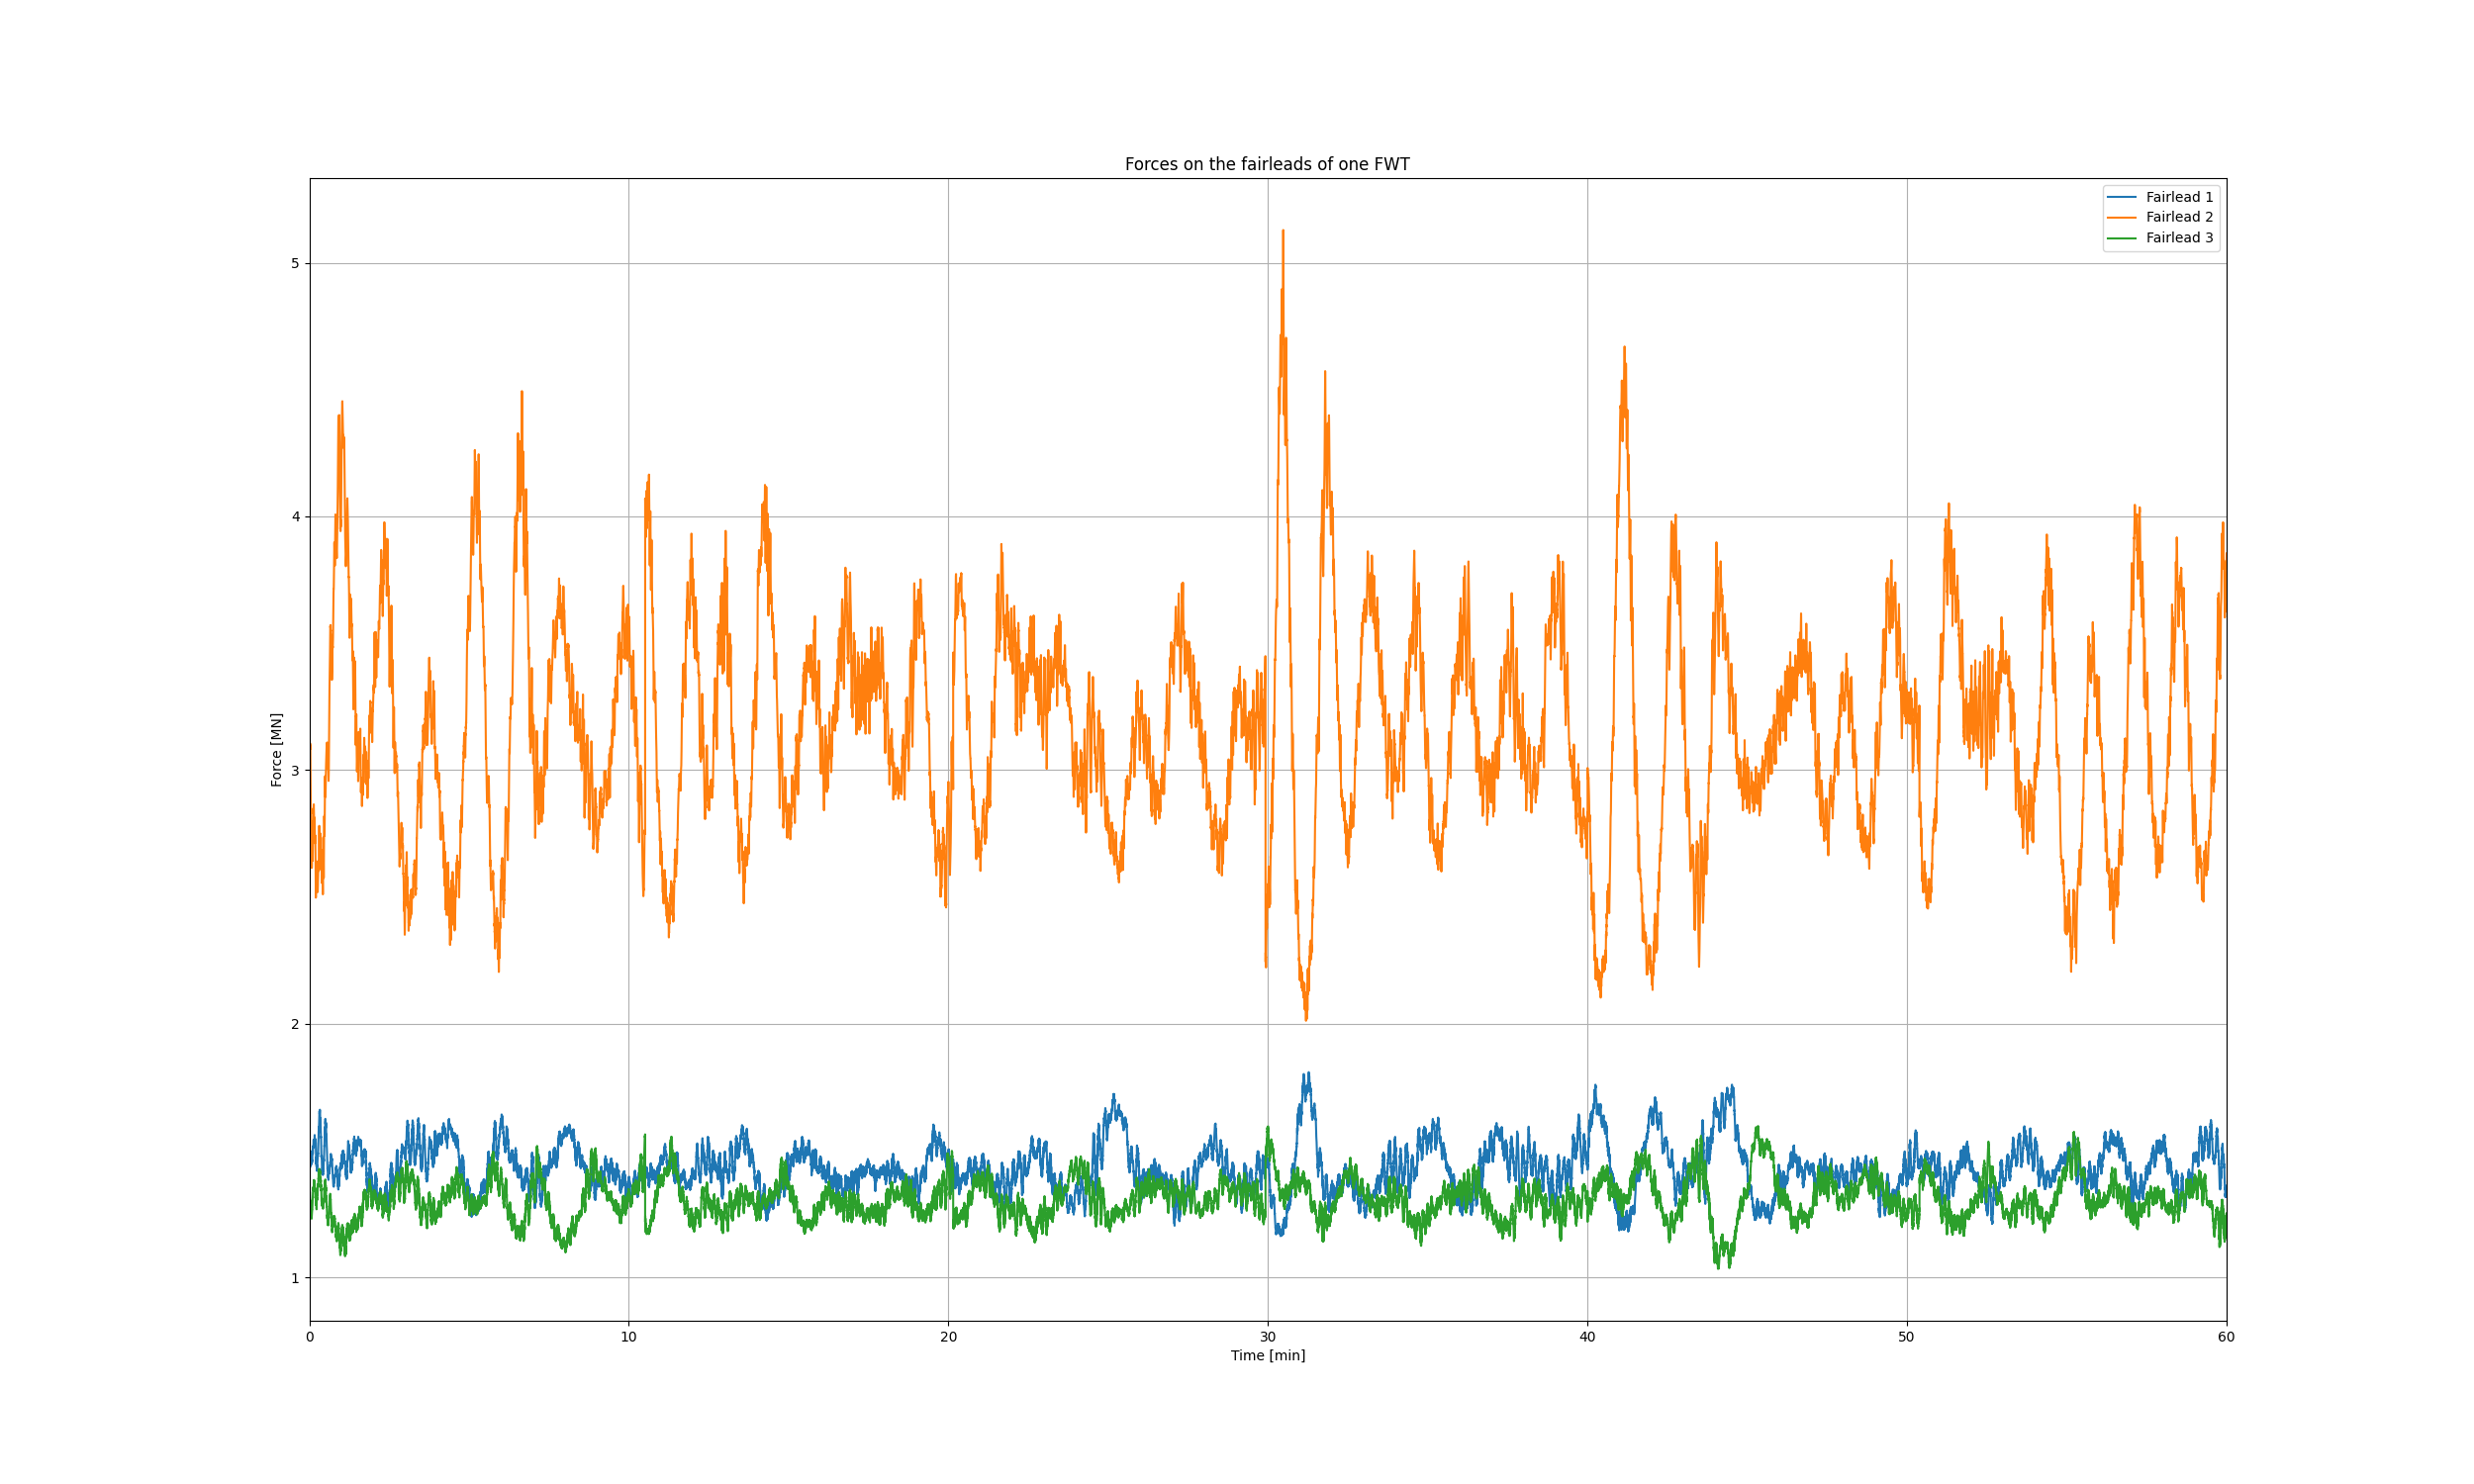 Forces on the fairleads of one FWT
Fairlead 1
Fairlead 2
Fairlead 3
5
4
3
2
1
Force [MN]
0 10 20 30 40 50 60
Time [min]